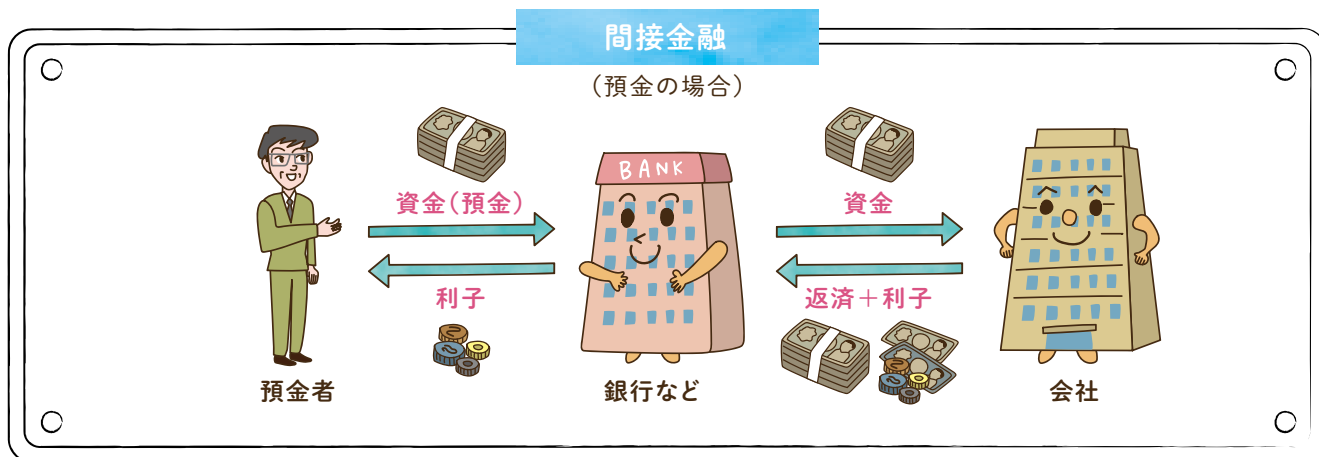 間接金融
（預金の場合）
BANK
資金（預金）
資金
利子
返済＋利子
預金者
銀行など
会社